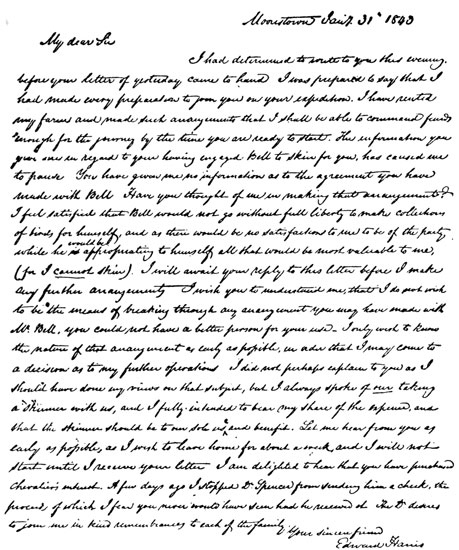 Moorestown Jany. 31st 1843
My dear Sir
I had determined to write to you this evening
before your letter of yesterday came to hand I was prepared to say that I
had made every preparation to join you on your expedition. I have rented
my farms and made such arrangements that I shall be able to command funds
enough for the journey by the time you are ready to start. The information you
give me in regard to your having engaged Bell to skin for you, has caused me
to pause You have given me no information as to the agreement you have
made with Bell Have you thought of me in making that arrangement?
I feel satisfied that Bell would not go without full liberty to make collections
of birds for himself, and as there would be no satisfaction to me to be of the party
while he would be appropriating to himself all that would be most valuable to me,
(for I cannot skin). I will await your reply to this letter before I make
any further arrangements I wish you to understand me, that I do not wish
to be the means of breaking through any arrangement you may have made with
Mr. Bell, you could not have a better person for your use. I only wish to know
the nature of that arrangement as early as possible, in order that I may come to
a decision as to my further operations I did not perhaps explain to you as I
should have done my views on that subject, but I always spoke of our taking
a Skinner with us, and I fully intended to bear my share of the expense, and
that the skinner should be to our sole use, and benefit. Let me hear from you as
early as possible, as I wish to leave home for about a week, and I will not
start until I receive your letter I am delighted to hear that you have purchased
Chevalier's interest. A few days ago I stopped Dr Spencer from sending him a check, the
proceeds of which I fear you never would have seen had he received it The Dr desires
to join me in kind remembrances to each of the family
Your sincere friend
Edward Harris